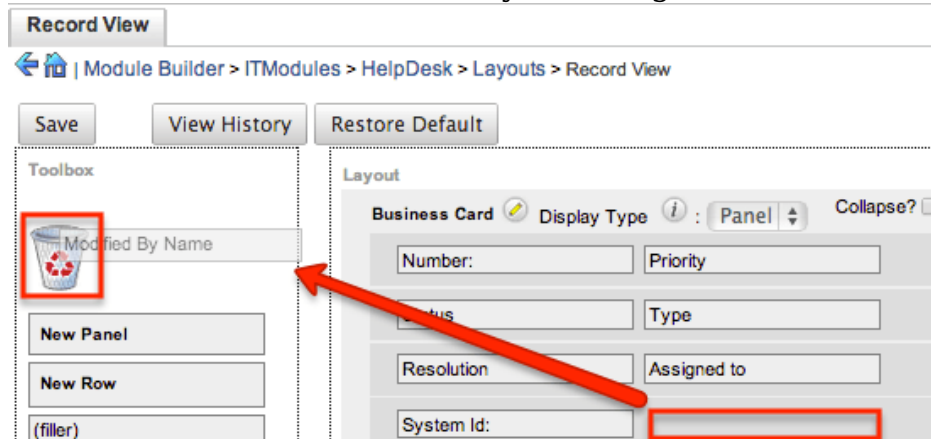 Record View
| Module Builder > ITModules > HelpDesk > Layouts > Record View
Save View History Restore Default
Toolbox
Layout
Business Card Display Type i : Panel Collapse?
Modified By Name
Number: Priority
Status Type
New Panel
Resolution Assigned to
New Row
System Id:
(filler)